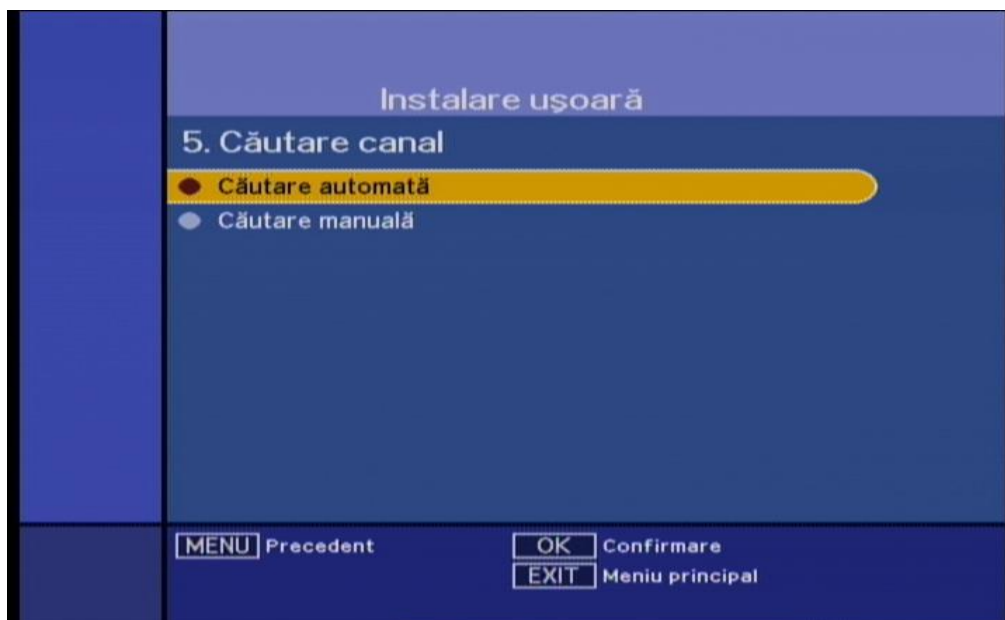 Instalare ușoară
5. Căutare canal
Căutare automată
Căutare manuală
MENU Precedent
OK Confirmare
EXIT Meniu principal